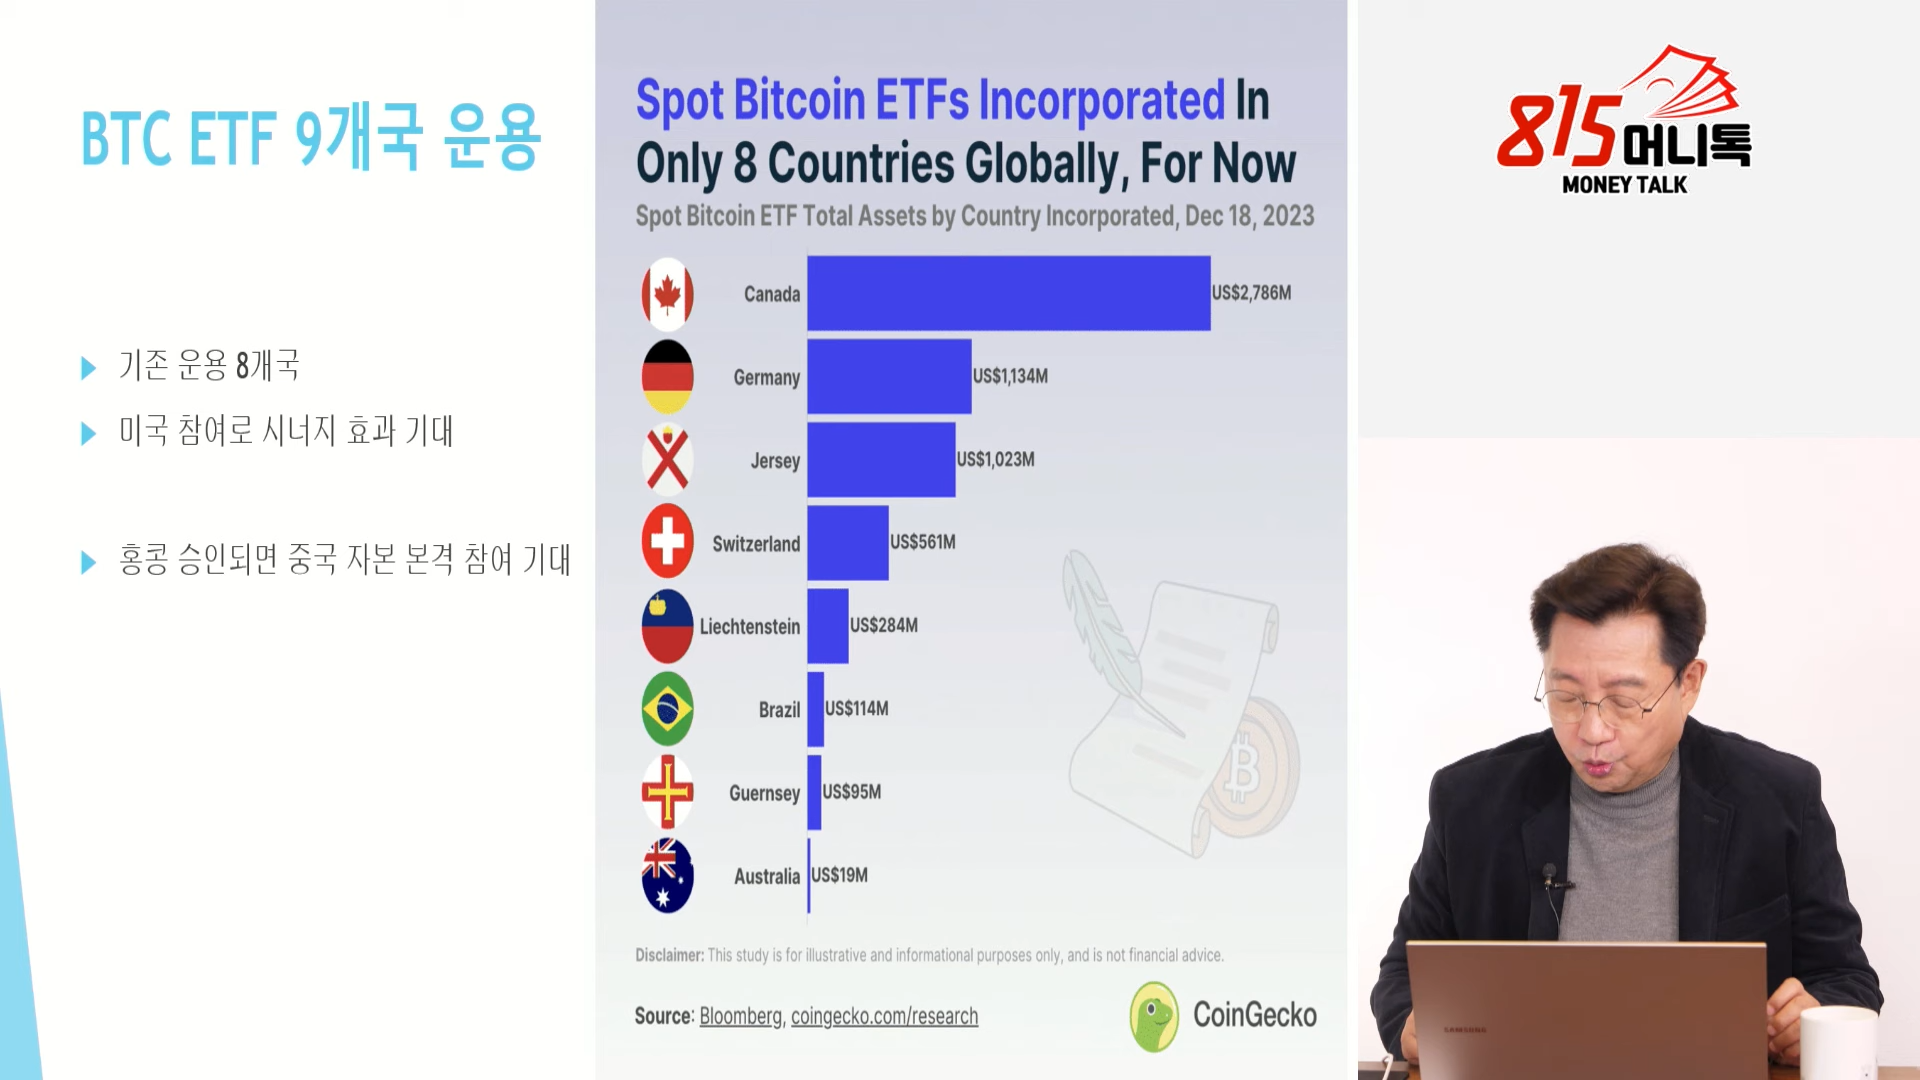 BTC ETF 9개국 운용
기존 운용 8개국
미국 참여로 시너지 효과 기대
홍콩 승인되면 중국 자본 본격 참여 기대
Spot Bitcoin ETFs Incorporated In
Only 8 Countries Globally, For Now
Spot Bitcoin ETF Total Assets by Country Incorporated, Dec 18, 2023
Canada US$2,786M
Germany US$1,134M
Jersey US$1,023M
Switzerland US$561M
Liechtenstein US$284M
Brazil US$114M
Guernsey US$95M
Australia US$19M
Disclaimer: This study is for illustrative and informational purposes only, and is not financial advice.
Source: Bloomberg, coingecko.com/research
CoinGecko
815머니톡
MONEY TALK
SAMSUNG